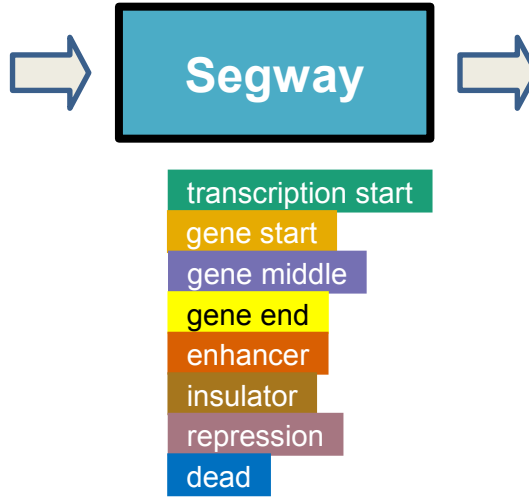 Segway
transcription start
gene start
gene middle
gene end
enhancer
insulator
repression
dead